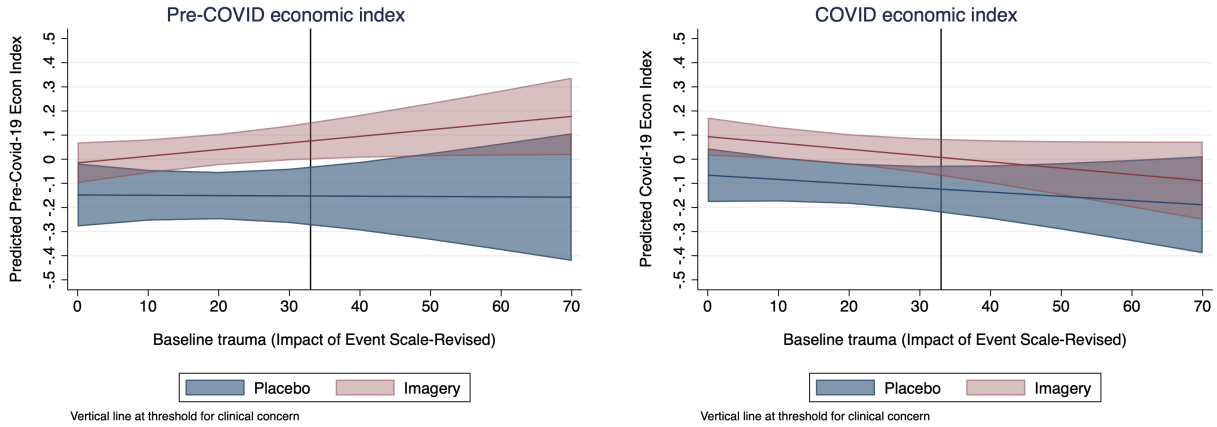 Pre-COVID economic index
Predicted Pre-Covid-19 Econ Index
.5
.4
.3
.2
.1
0
-.1
-.2
-.3
-.4
-.5
0 10 20 30 40 50 60 70
Baseline trauma (Impact of Event Scale-Revised)
Placebo Imagery
Vertical line at threshold for clinical concern
COVID economic index
Predicted Covid-19 Econ Index
.5
.4
.3
.2
.1
0
-.1
-.2
-.3
-.4
-.5
0 10 20 30 40 50 60 70
Baseline trauma (Impact of Event Scale-Revised)
Placebo Imagery
Vertical line at threshold for clinical concern